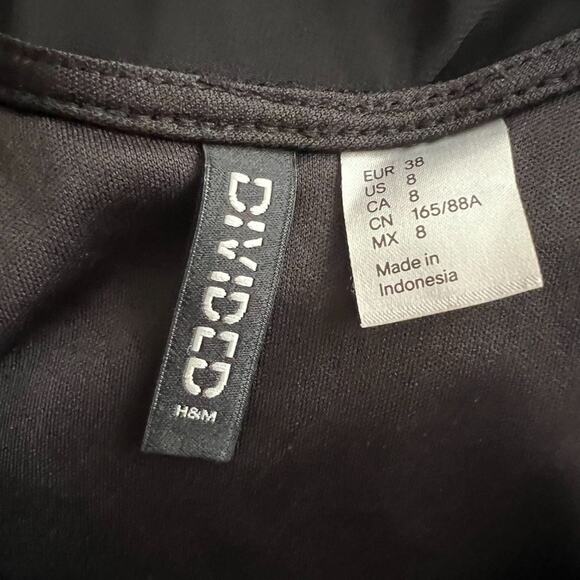 DIVIDED
H&M
EUR 38
US 8
CA 8
CN 165/88A
MX 8
Made in
Indonesia